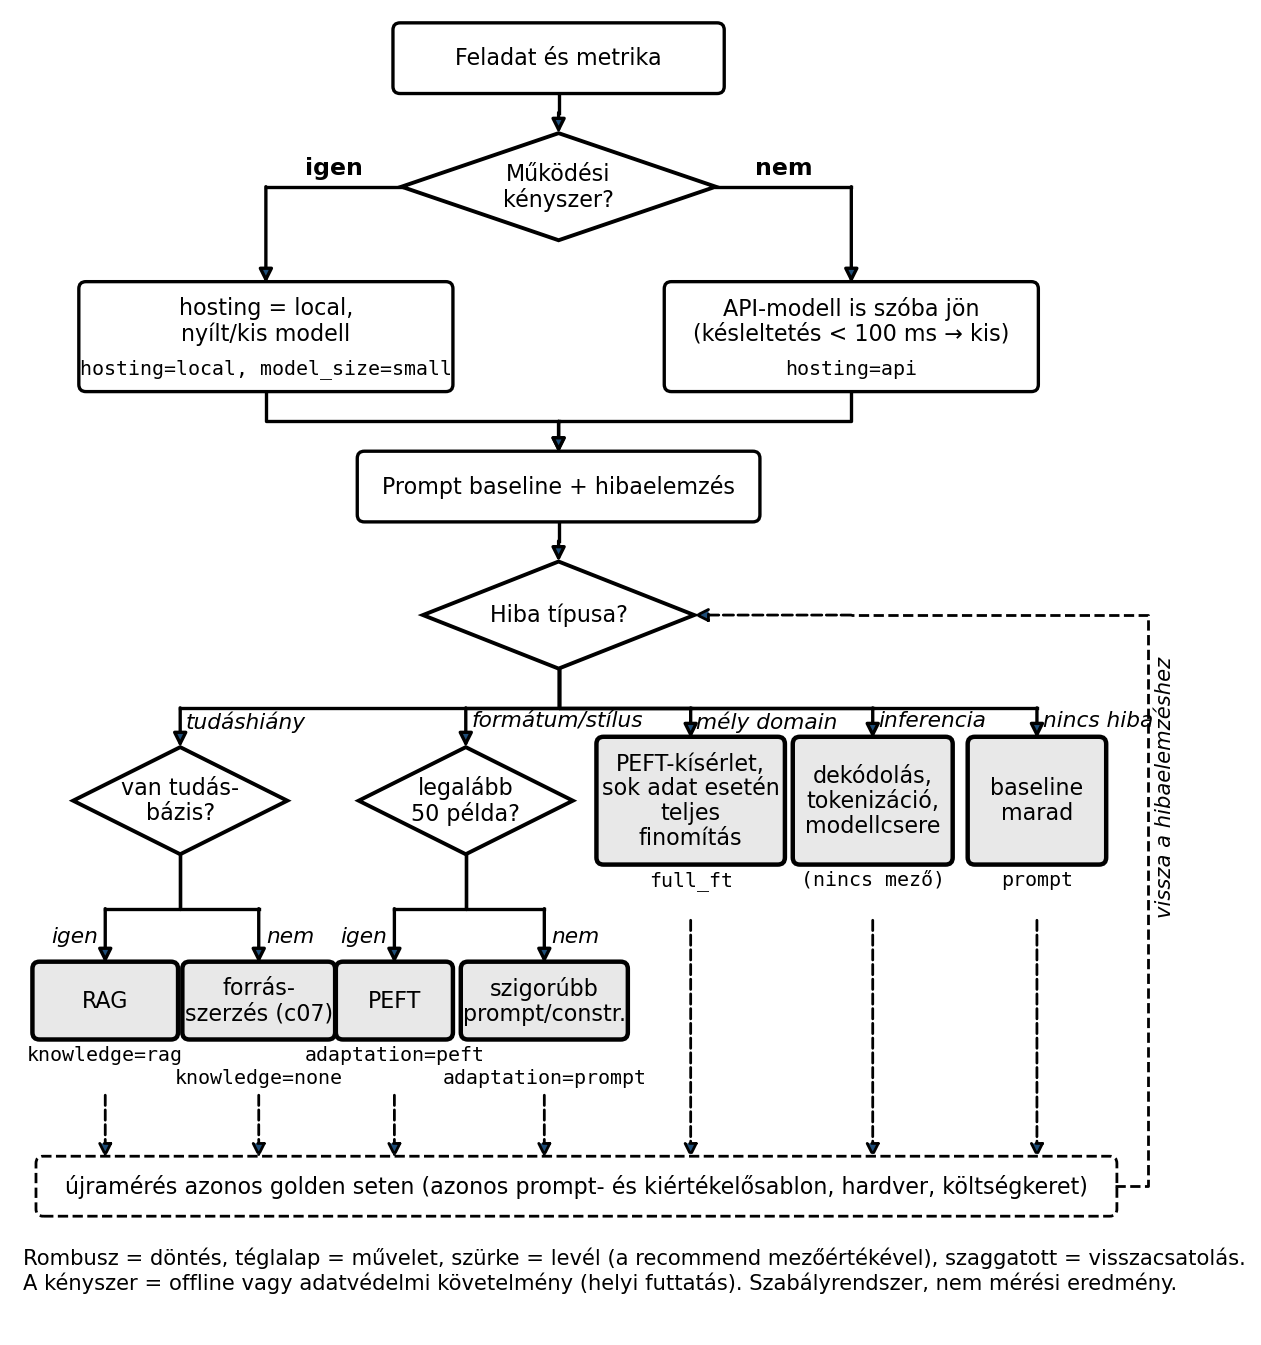 Feladat és metrika
Működési
kényszer?
igen
nem
hosting = local,
nyílt/kis modell
hosting=local, model_size=small
API-modell is szóba jön
(késleltetés < 100 ms → kis)
hosting=api
Prompt baseline + hibaelemzés
Hiba típusa?
tudáshiány
formátum/stílus
mély domain
inferencia
nincs hiba
vissza a hibaelemzéshez
van tudás-
bázis?
legalább
50 példa?
PEFT-kísérlet,
sok adat esetén
teljes
finomítás
full_ft
dekódolás,
tokenizáció,
modellcsere
(nincs mező)
baseline
marad
prompt
igen
nem
igen
nem
RAG
forrás-
szerzés (c07)
PEFT
szigorúbb
prompt/constr.
knowledge=rag
knowledge=none
adaptation=peft
adaptation=prompt
újramérés azonos golden seten (azonos prompt- és kiértékelősablon, hardver, költségkeret)
Rombusz = döntés, téglalap = művelet, szürke = levél (a recommend mezőértékével), szaggatott = visszacsatolás.
A kényszer = offline vagy adatvédelmi követelmény (helyi futtatás). Szabályrendszer, nem mérési eredmény.